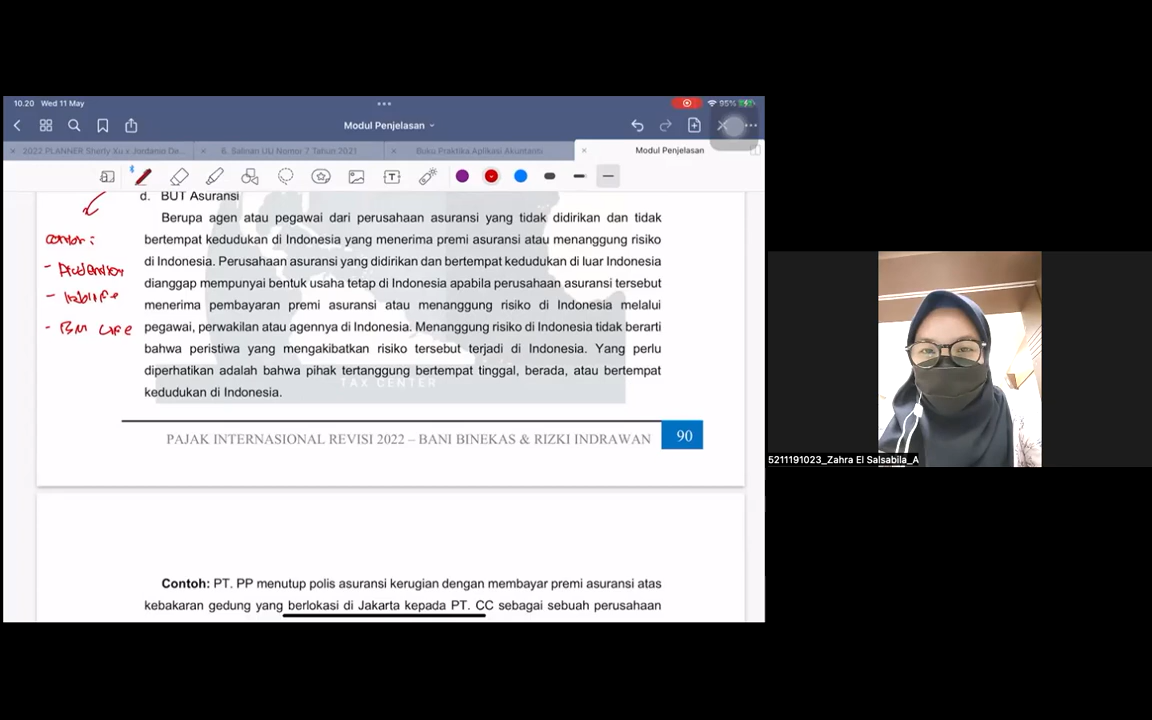 10.20 Wed 11 May
95%
Modul Penjelasan
2022 PLANNER Sherly Xu x Jordanie De...
6. Salinan UU Nomor 7 Tahun 2021
Buku Praktika Aplikasi Akuntansi
Modul Penjelasan
d. BUT Asuransi
Berupa agen atau pegawai dari perusahaan asuransi yang tidak didirikan dan tidak
bertempat kedudukan di Indonesia yang menerima premi asuransi atau menanggung risiko
di Indonesia. Perusahaan asuransi yang didirikan dan bertempat kedudukan di luar Indonesia
dianggap mempunyai bentuk usaha tetap di Indonesia apabila perusahaan asuransi tersebut
menerima pembayaran premi asuransi atau menanggung risiko di Indonesia melalui
pegawai, perwakilan atau agennya di Indonesia. Menanggung risiko di Indonesia tidak berarti
bahwa peristiwa yang mengakibatkan risiko tersebut terjadi di Indonesia. Yang perlu
diperhatikan adalah bahwa pihak tertanggung bertempat tinggal, berada, atau bertempat
kedudukan di Indonesia.
TAX CENTER
contoh :
- Prudential
- BNI Life
PAJAK INTERNASIONAL REVISI 2022 – BANI BINEKAS & RIZKI INDRAWAN 90
Contoh: PT. PP menutup polis asuransi kerugian dengan membayar premi asuransi atas
kebakaran gedung yang berlokasi di Jakarta kepada PT. CC sebagai sebuah perusahaan
5211191023_Zahra El Salsabila_A